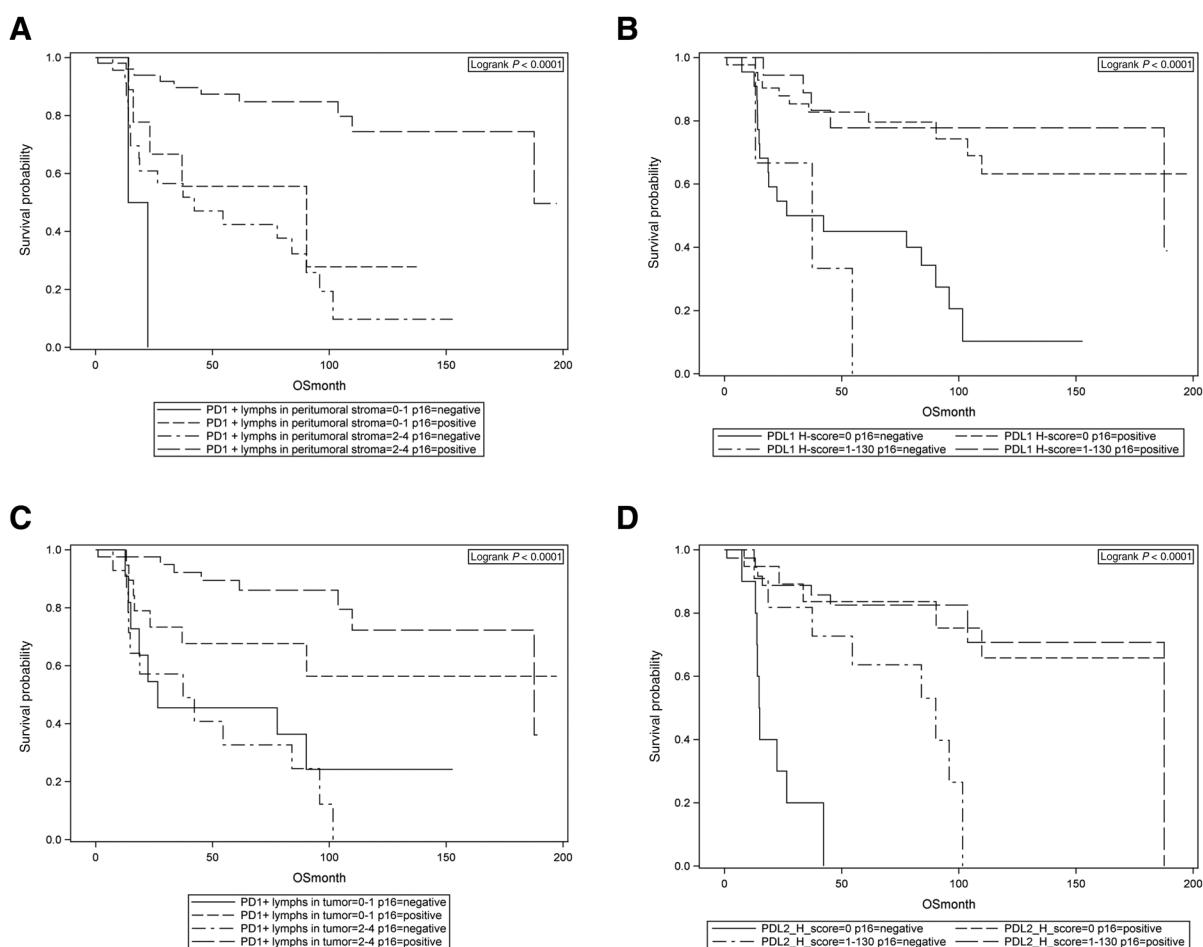 A
Logrank P < 0.0001
Survival probability
1.0
0.8
0.6
0.4
0.2
0.0
0 50 100 150 200
OSmonth
PD1 + lymphs in peritumoral stroma=0-1 p16=negative
PD1 + lymphs in peritumoral stroma=0-1 p16=positive
PD1 + lymphs in peritumoral stroma=2-4 p16=negative
PD1 + lymphs in peritumoral stroma=2-4 p16=positive
B
Logrank P < 0.0001
Survival probability
1.0
0.8
0.6
0.4
0.2
0.0
0 50 100 150 200
OSmonth
PDL1 H-score=0 p16=negative PDL1 H-score=0 p16=positive
PDL1 H-score=1-130 p16=negative PDL1 H-score=1-130 p16=positive
C
Logrank P < 0.0001
Survival probability
1.0
0.8
0.6
0.4
0.2
0.0
0 50 100 150 200
OSmonth
PD1+ lymphs in tumor=0-1 p16=negative
PD1+ lymphs in tumor=0-1 p16=positive
PD1+ lymphs in tumor=2-4 p16=negative
PD1+ lymphs in tumor=2-4 p16=positive
D
Logrank P < 0.0001
Survival probability
1.0
0.8
0.6
0.4
0.2
0.0
0 50 100 150 200
OSmonth
PDL2_H_score=0 p16=negative PDL2_H_score=0 p16=positive
PDL2_H_score=1-130 p16=negative PDL2_H_score=1-130 p16=positive